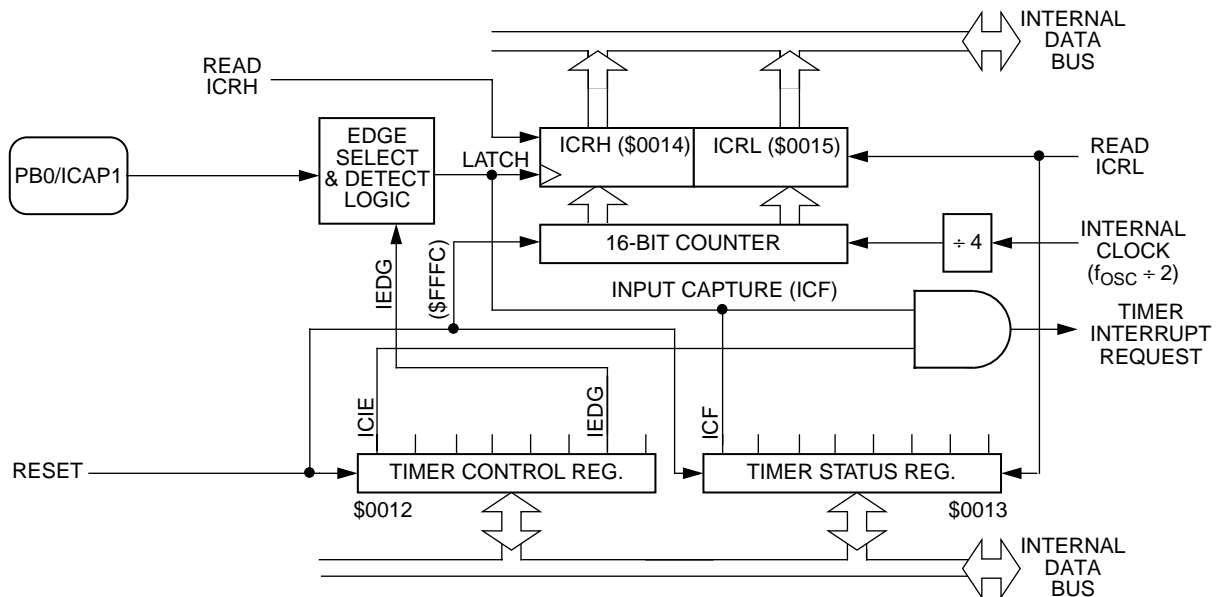 INTERNAL
DATA
BUS
READ
ICRH
EDGE
SELECT
& DETECT
LOGIC
PB0/ICAP1
LATCH
ICRH ($0014)
ICRL ($0015)
READ
ICRL
16-BIT COUNTER
÷ 4
INTERNAL
CLOCK
(fOSC ÷ 2)
IEDG
($FFFC)
INPUT CAPTURE (ICF)
TIMER
INTERRUPT
REQUEST
ICIE
IEDG
ICF
RESET
TIMER CONTROL REG.
TIMER STATUS REG.
$0012
$0013
INTERNAL
DATA
BUS